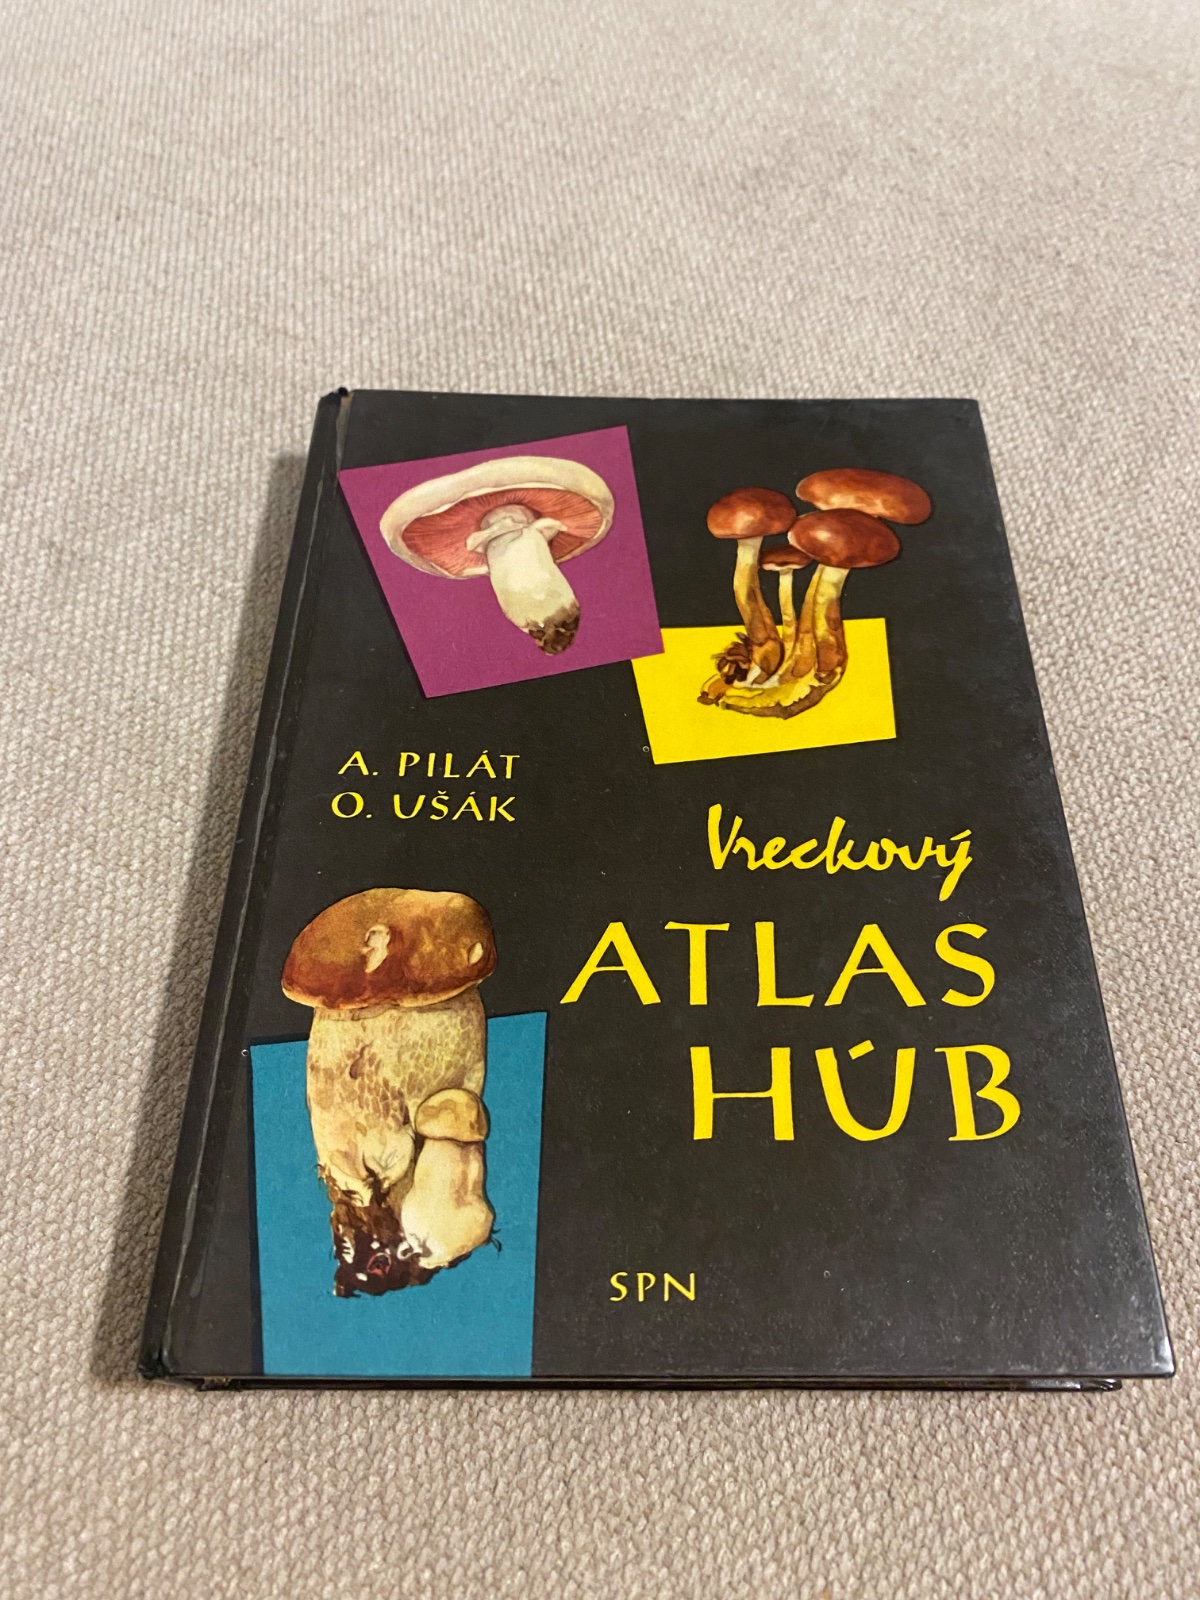 A. PILÁT
O. UŠÁK
Vreckový
ATLAS
HÚB
SPN